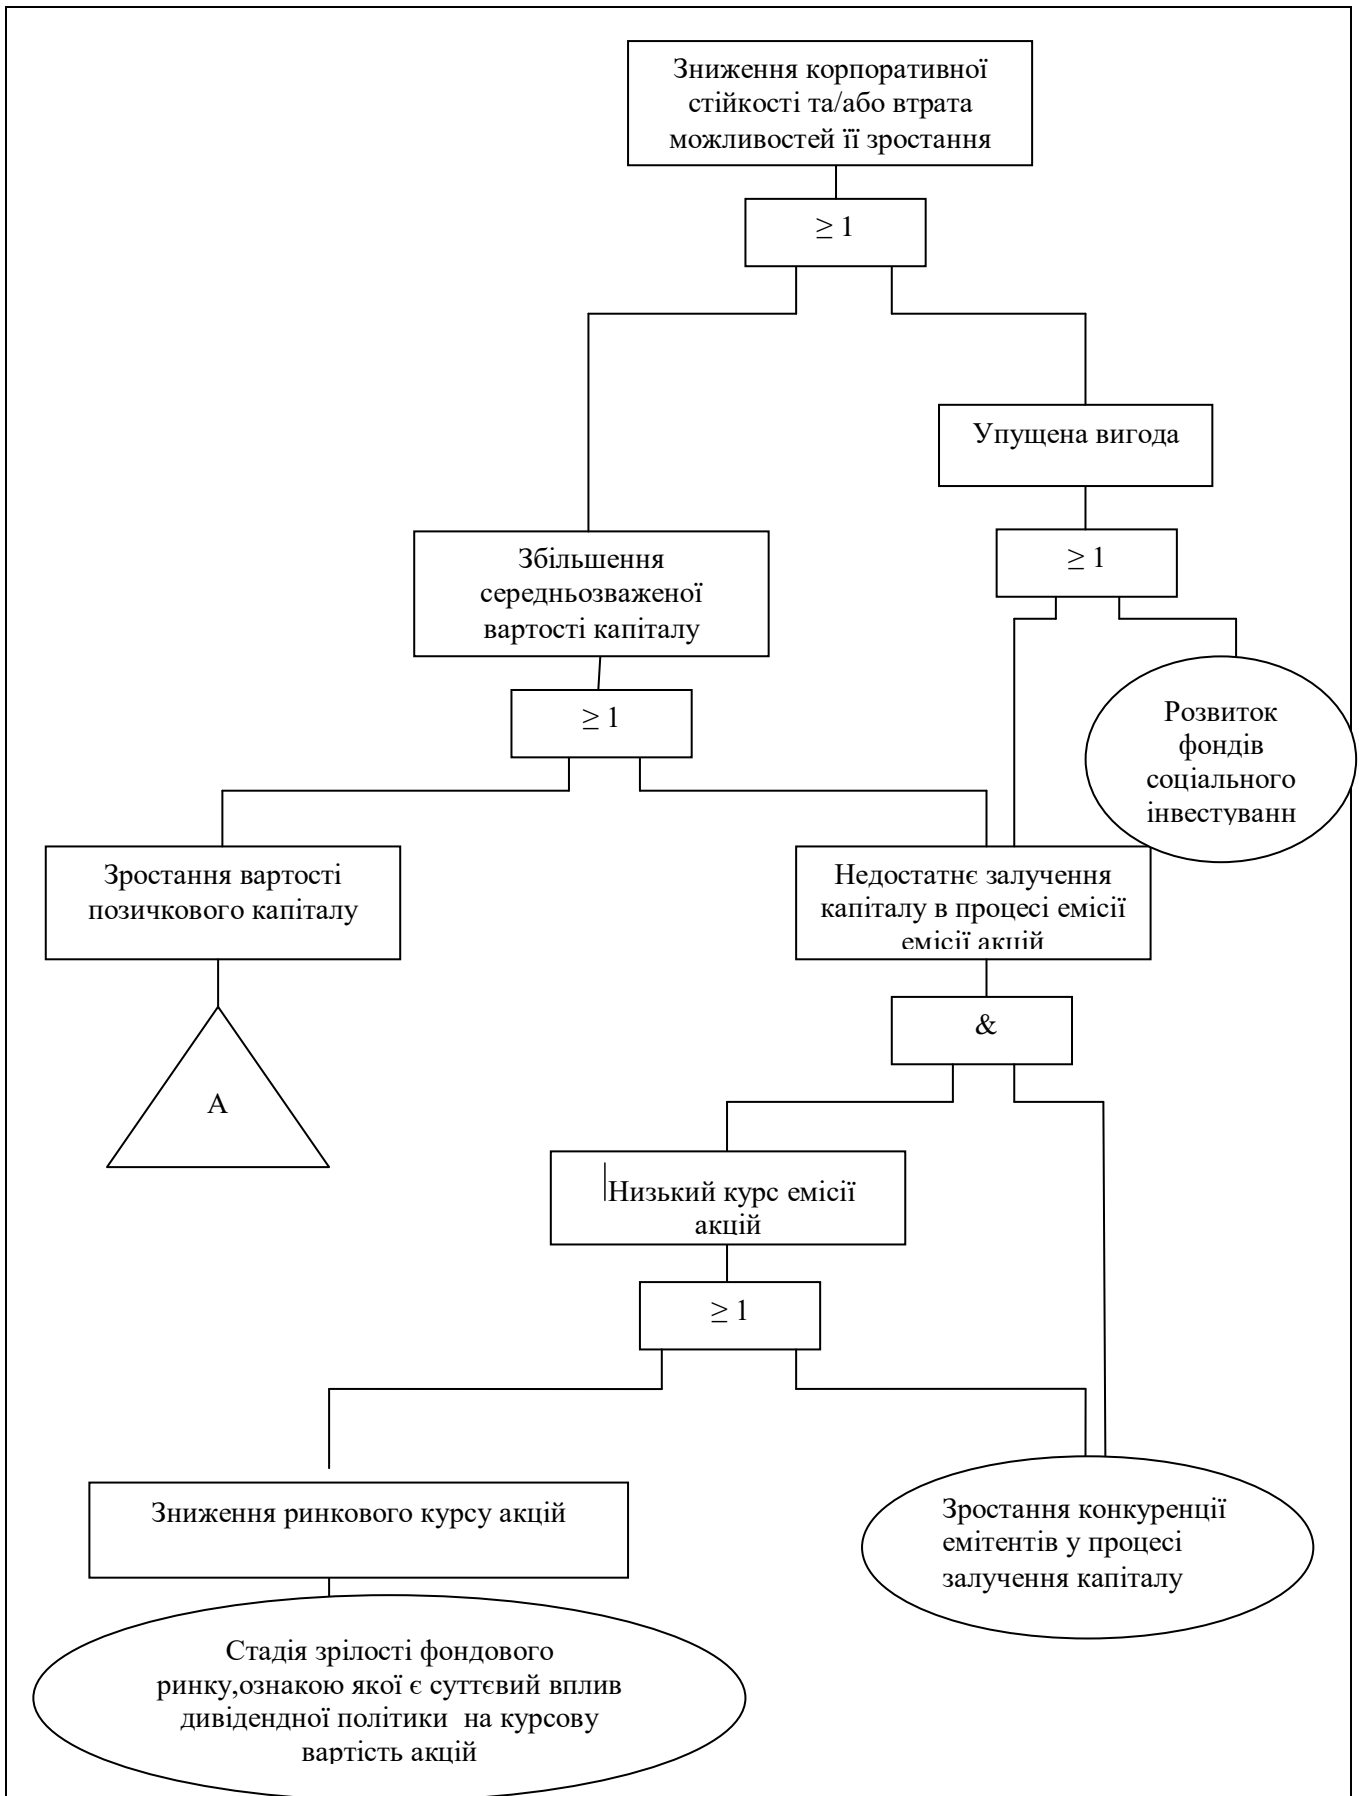 Зниження корпоративної
стійкості та/або втрата
можливостей її зростання
≥ 1
Упущена вигода
≥ 1
Збільшення
середньозваженої
вартості капіталу
≥ 1
Розвиток
фондів
соціального
інвестуванн
Зростання вартості
позичкового капіталу
Недостатнє залучення
капіталу в процесі емісії
емісії акцій
&
А
Низький курс емісії
акцій
≥ 1
Зниження ринкового курсу акцій
Зростання конкуренції
емітентів у процесі
залучення капіталу
Стадія зрілості фондового
ринку,ознакою якої є суттєвий вплив
дивідендної політики на курсову
вартість акцій